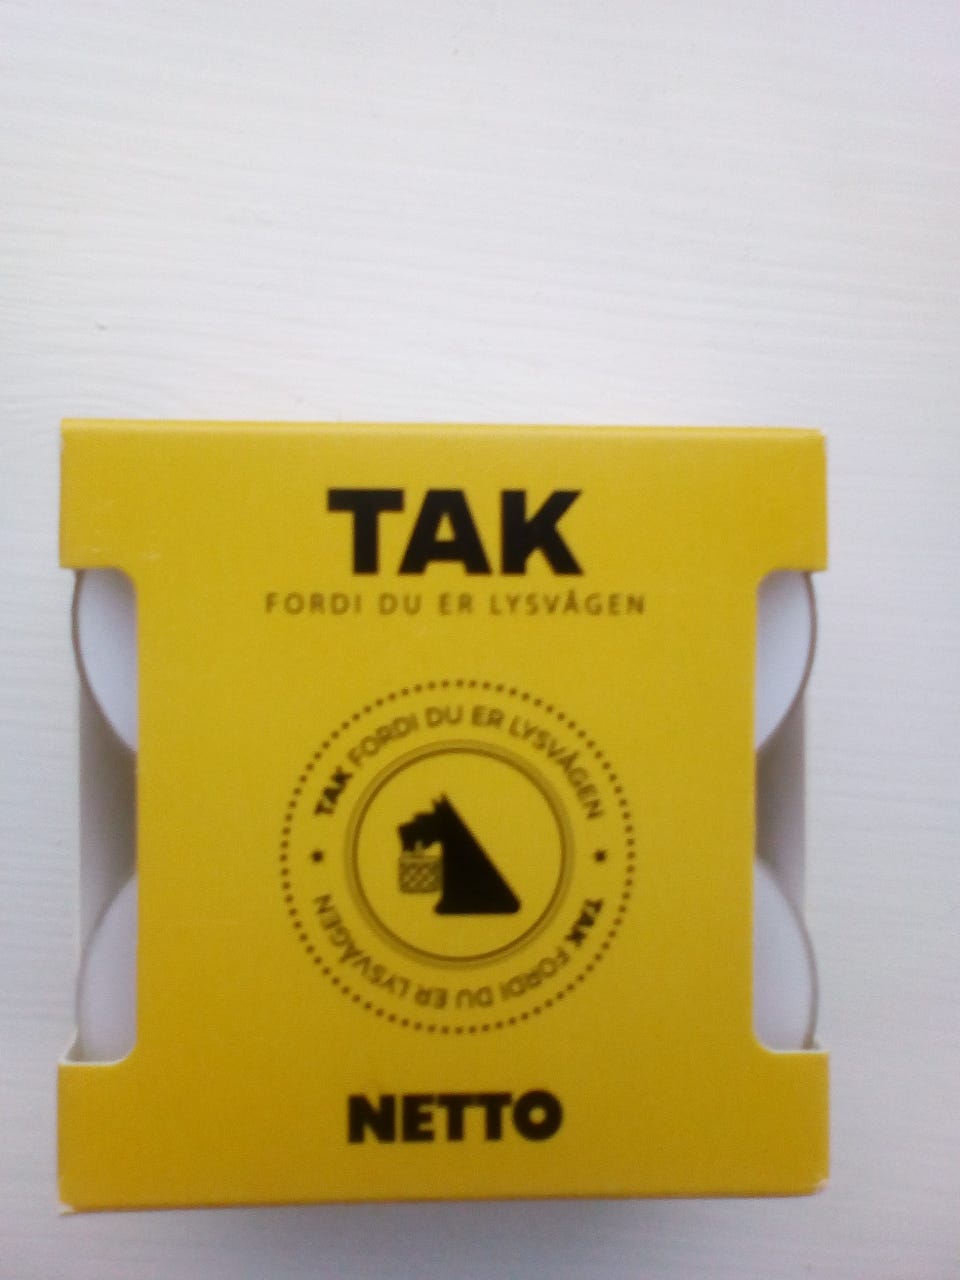 TAK
FORDI DU ER LYSVÅGEN
TAK FORDI DU ER LYSVÅGEN
TAK FORDI DU ER LYSVÅGEN
NETTO